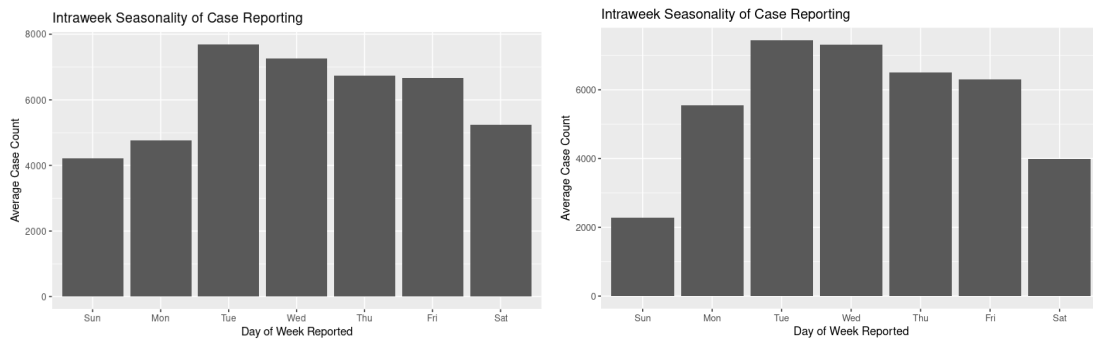 Intraweek Seasonality of Case Reporting
8000
6000
4000
2000
0
Average Case Count
Sun Mon Tue Wed Thu Fri Sat
Day of Week Reported
Intraweek Seasonality of Case Reporting
6000
4000
2000
0
Average Case Count
Sun Mon Tue Wed Thu Fri Sat
Day of Week Reported